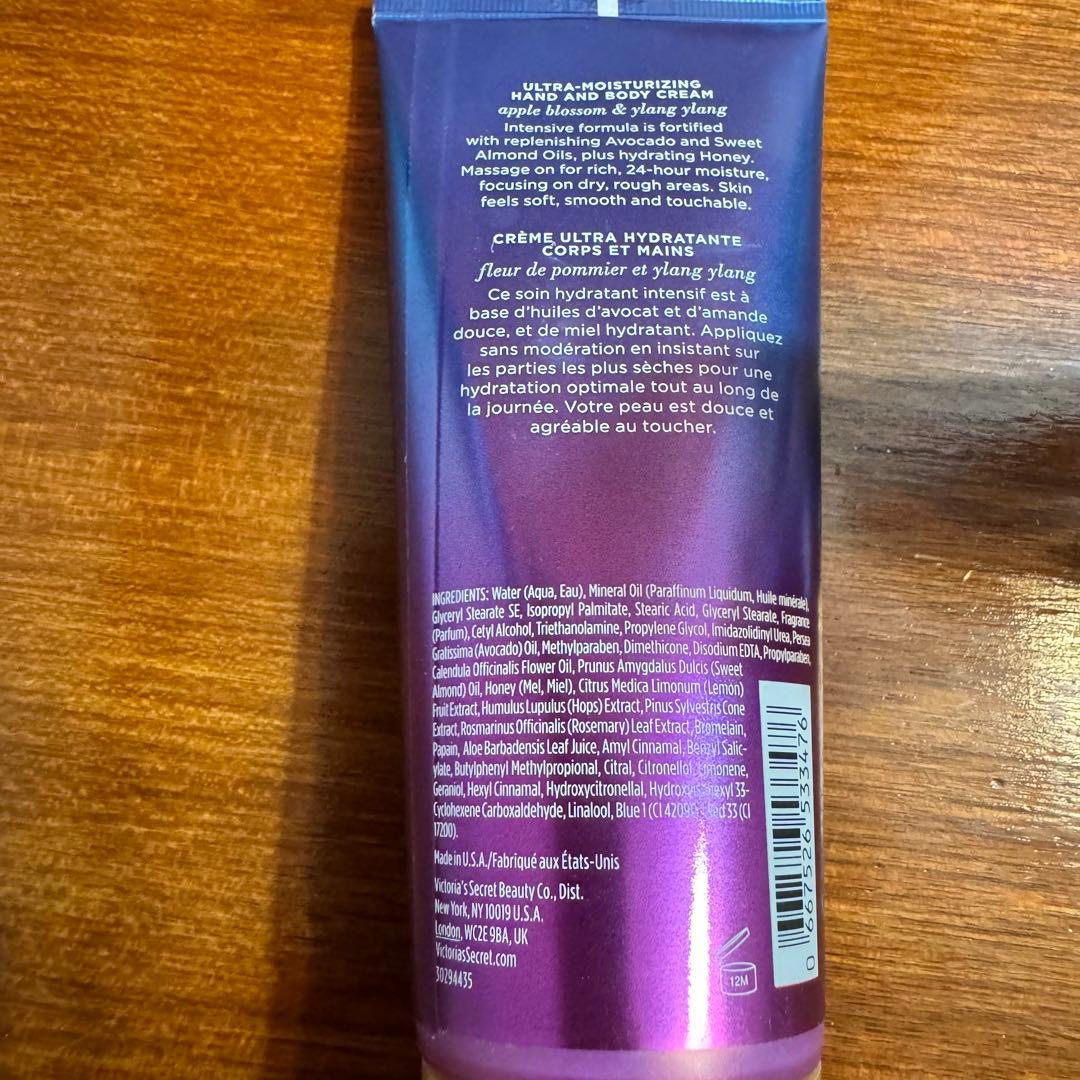 ULTRA-MOISTURIZING
HAND AND BODY CREAM
apple blossom & ylang ylang
Intensive formula is fortified
with replenishing Avocado and Sweet
Almond Oils, plus hydrating Honey.
Massage on for rich, 24-hour moisture,
focusing on dry, rough areas. Skin
feels soft, smooth and touchable.
CRÈME ULTRA HYDRATANTE
CORPS ET MAINS
fleur de pommier et ylang ylang
Ce soin hydratant intensif est à
base d'huiles d'avocat et d'amande
douce, et de miel hydratant. Appliquez
sans modération en insistant sur
les parties les plus sèches pour une
hydratation optimale tout au long de
la journée. Votre peau est douce et
agréable au toucher.
INGREDIENTS: Water (Aqua, Eau), Mineral Oil (Paraffinum Liquidum, Huile minérale),
Glyceryl Stearate SE, Isopropyl Palmitate, Stearic Acid, Glyceryl Stearate, Fragrance
(Parfum), Cetyl Alcohol, Triethanolamine, Propylene Glycol, Imidazolidinyl Urea, Persea
Gratissima (Avocado) Oil, Methylparaben, Dimethicone, Disodium EDTA, Propylparaben,
Calendula Officinalis Flower Oil, Prunus Amygdalus Dulcis (Sweet
Almond) Oil, Honey (Mel, Miel), Citrus Medica Limonum (Lemon)
Fruit Extract, Humulus Lupulus (Hops) Extract, Pinus Sylvestris Cone
Extract, Rosmarinus Officinalis (Rosemary) Leaf Extract, Bromelain,
Papain, Aloe Barbadensis Leaf Juice, Amyl Cinnamal, Benzyl Salic-
ylate, Butylphenyl Methylpropional, Citral, Citronellol, Limonene,
Geraniol, Hexyl Cinnamal, Hydroxycitronellal, Hydroxyisohexyl 33-
Cyclohexene Carboxaldehyde, Linalool, Blue 1 (CI 42090), Red 33 (CI
17200).
Made in U.S.A./Fabriqué aux États-Unis
Victoria's Secret Beauty Co., Dist.
New York, NY 10019 U.S.A.
London, WC2E 9BA, UK
VictoriasSecret.com
30294435
12M
0 667526 533476